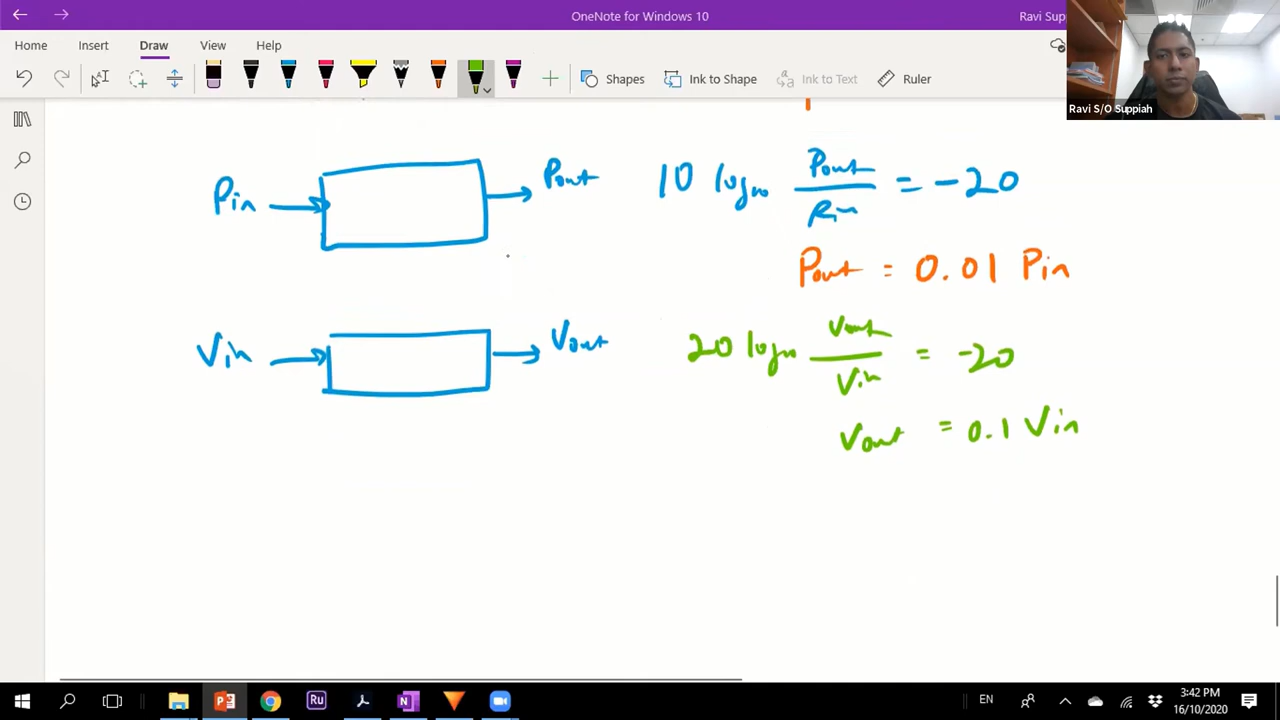 OneNote for Windows 10
Ravi Sup
Home Insert Draw View Help
Shapes Ink to Shape Ink to Text Ruler
Ravi S/O Suppiah
Pin Pout 10 log10 Pout = -20
Pin
Pout = 0.01 Pin
Vin Vout 20 log10 Vout = -20
Vin
Vout = 0.1 Vin
Ru
EN
3:42 PM
16/10/2020